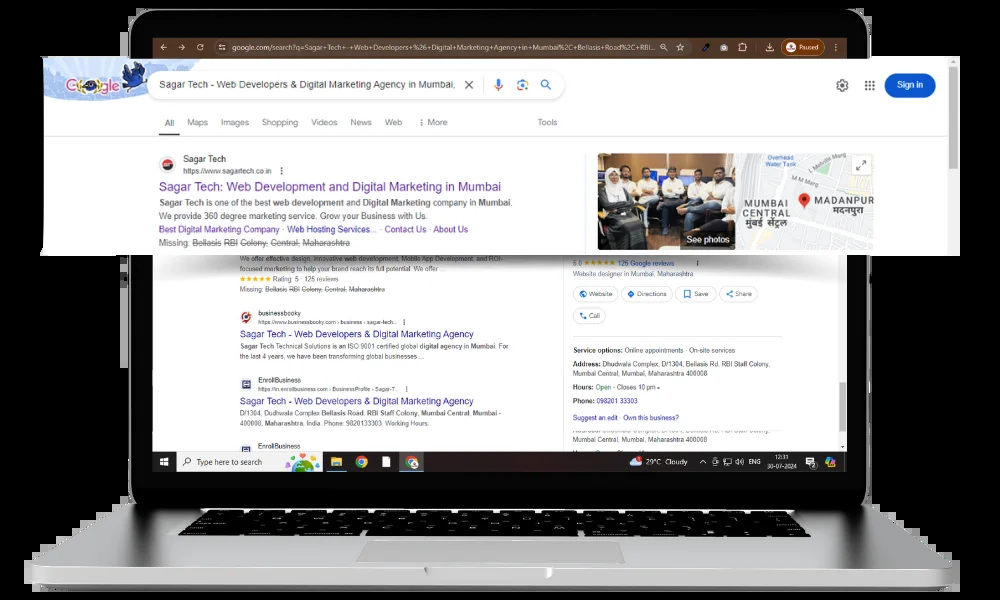 google.com/search?q=Sagar+Tech+-+Web+Developers+%26+Digital+Marketing+Agency+in+Mumbai%2C+Bellasis+Road%2C+RBI...
Paused
Google
Sagar Tech - Web Developers & Digital Marketing Agency in Mumbai,
Sign in
All Maps Images Shopping Videos News Web More Tools
Sagar Tech
https://www.sagartech.co.in
Sagar Tech: Web Development and Digital Marketing in Mumbai
Sagar Tech is one of the best web development and Digital Marketing company in Mumbai.
We provide 360 degree marketing service. Grow your Business with Us.
Best Digital Marketing Company · Web Hosting Services... · Contact Us · About Us
Missing: Bellasis RBI Colony, Central, Maharashtra
See photos
Overhead
Water Tank
Maulana Marg
M M Marg
MUMBAI
CENTRAL
मुंबई सेंट्रल
MADANPURA
मदनपुरा
We offer effective design, innovative web development, Mobile App Development, and ROI-
focused marketing to help your brand reach its full potential. We offer ...
Rating: 5 · 125 reviews
Missing: Bellasis RBI Colony, Central, Maharashtra
businessbooky
https://www.businessbooky.com › business › sagar-tech...
Sagar Tech - Web Developers & Digital Marketing Agency
Sagar Tech Technical Solutions is an ISO 9001 certified global digital agency in Mumbai. For
the last 4 years, we have been transforming global businesses ...
EnrollBusiness
https://in.enrollbusiness.com › BusinessProfile › Sagar-T...
Sagar Tech - Web Developers & Digital Marketing Agency
D/1304, Dudhwala Complex Bellasis Road, RBI Staff Colony, Mumbai Central, Mumbai -
400008, Maharashtra, India. Phone: 9820133303. Working Hours:
EnrollBusiness
5.0 126 Google reviews
Website designer in Mumbai, Maharashtra
Website Directions Save Share
Call
Service options: Online appointments · On-site services
Address: Dhudwala Complex, D/1304, Bellasis Rd, RBI Staff Colony,
Mumbai Central, Mumbai, Maharashtra 400008
Hours: Open · Closes 10 pm
Phone: 098201 33303
Suggest an edit · Own this business?
Mumbai Central, Mumbai, Maharashtra 400008
Type here to search
29°C Cloudy
ENG
12:31
30-07-2024
2